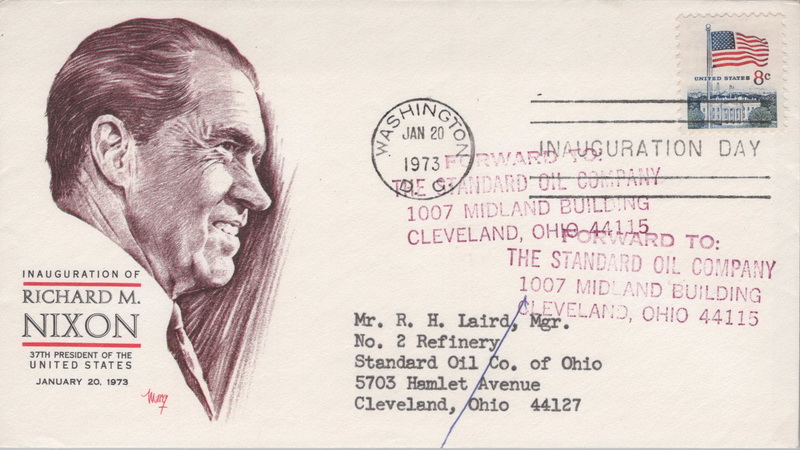 UNITED STATES 8c
WASHINGTON
JAN 20
1973
D. C.
INAUGURATION DAY
FORWARD TO:
THE STANDARD OIL COMPANY
1007 MIDLAND BUILDING
CLEVELAND, OHIO 44115
FORWARD TO:
THE STANDARD OIL COMPANY
1007 MIDLAND BUILDING
CLEVELAND, OHIO 44115
INAUGURATION OF
RICHARD M.
NIXON
37TH PRESIDENT OF THE
UNITED STATES
JANUARY 20, 1973
Mr. R. H. Laird, Mgr.
No. 2 Refinery
Standard Oil Co. of Ohio
5703 Hamlet Avenue
Cleveland, Ohio 44127